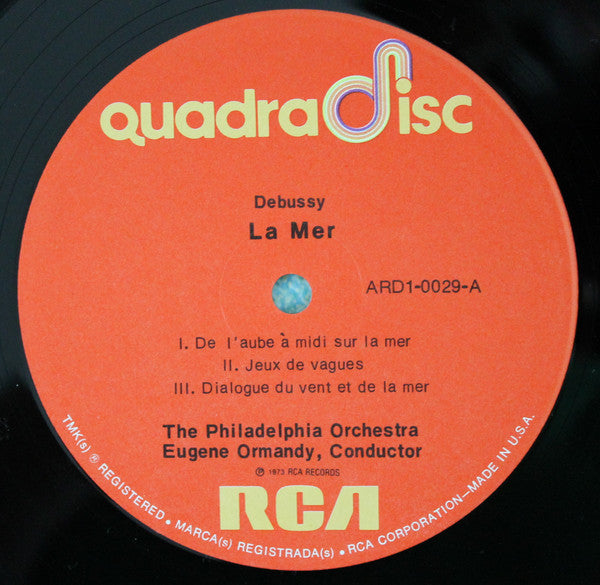 quadradisc
Debussy
La Mer
ARD1-0029-A
I. De l'aube à midi sur la mer
II. Jeux de vagues
III. Dialogue du vent et de la mer
The Philadelphia Orchestra
Eugene Ormandy, Conductor
℗ 1973 RCA RECORDS
RCA
TMK(s) ® REGISTERED • MARCA(s) REGISTRADA(s) • RCA CORPORATION—MADE IN U.S.A.